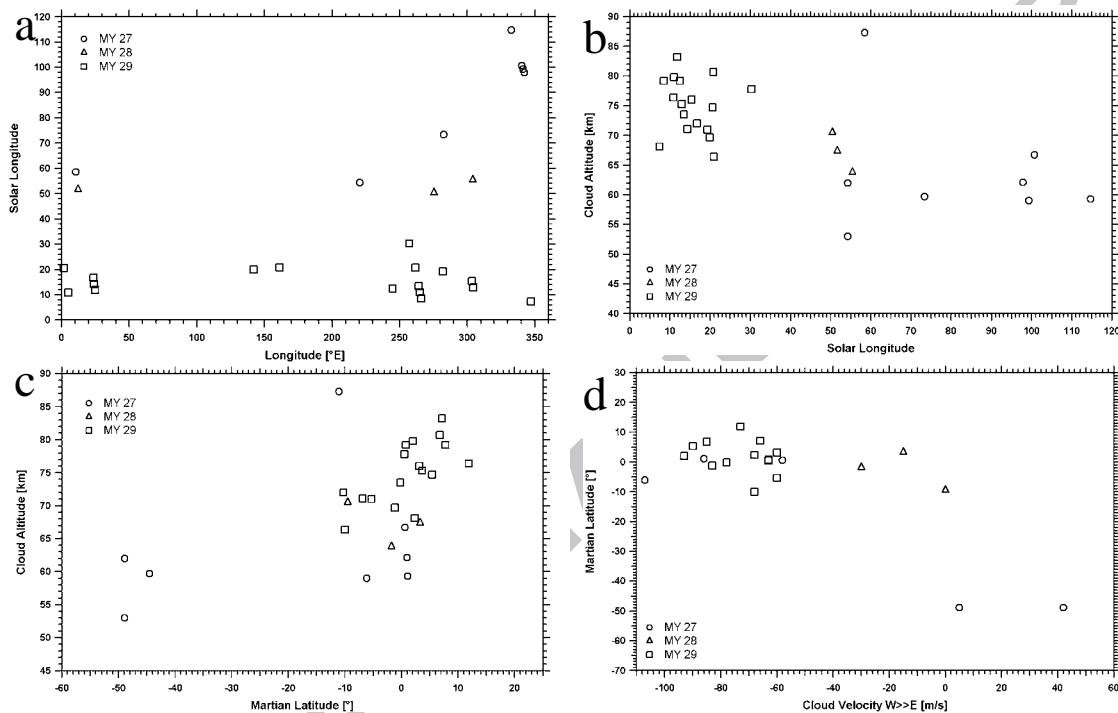 a
MY 27
MY 28
MY 29
120
110
100
90
80
70
60
50
40
30
20
10
0
Solar Longitude
0 50 100 150 200 250 300 350
Longitude [°E]
b
90
85
80
75
70
65
60
55
50
45
40
Cloud Altitude [km]
MY 27
MY 28
MY 29
0 10 20 30 40 50 60 70 80 90 100 110 120
Solar Longitude
c
90
85
80
75
70
65
60
55
50
45
Cloud Altitude [km]
MY 27
MY 28
MY 29
-60 -50 -40 -30 -20 -10 0 10 20
Martian Latitude [°]
d
30
20
10
0
-10
-20
-30
-40
-50
-60
-70
Martian Latitude [°]
MY 27
MY 28
MY 29
-100 -80 -60 -40 -20 0 20 40 60
Cloud Velocity W>>E [m/s]